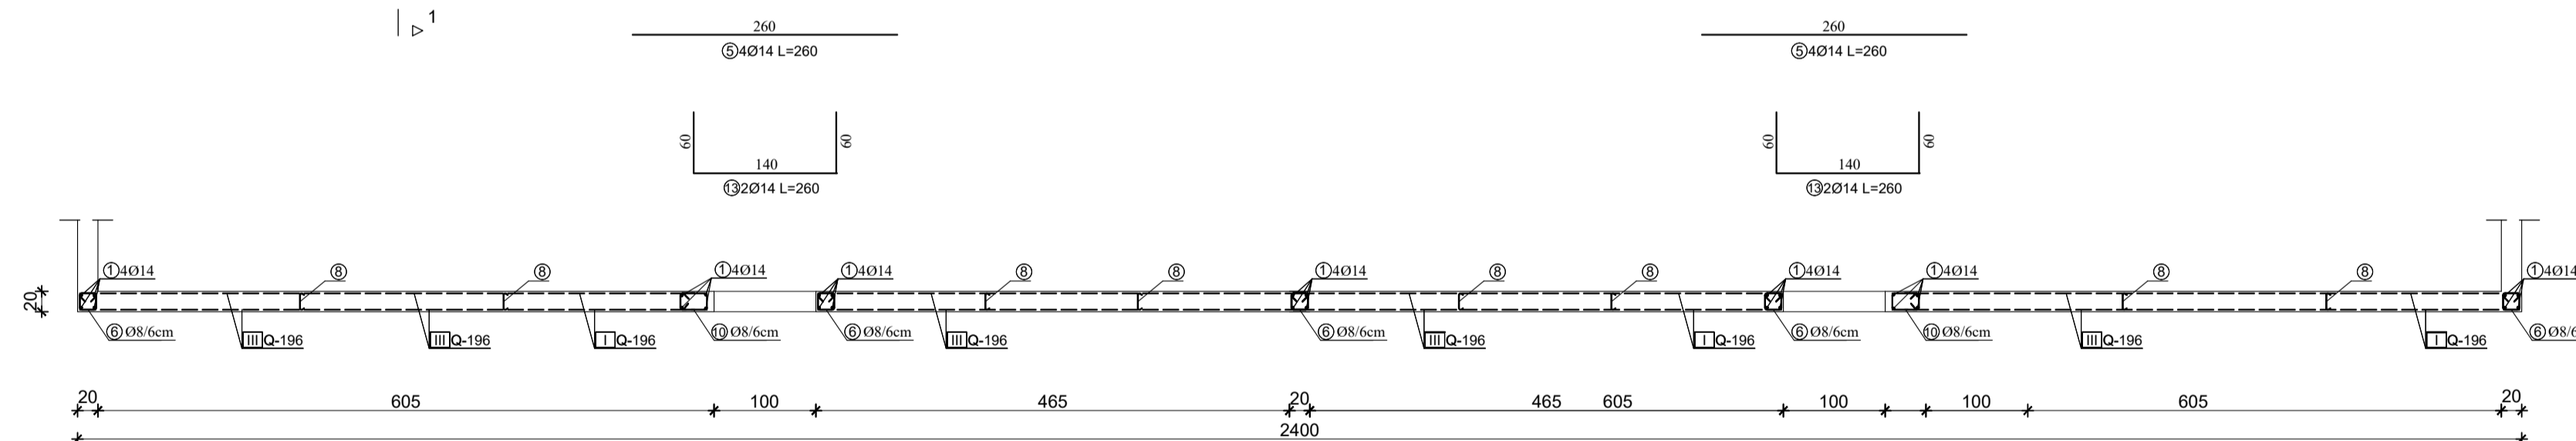 1
260
⑤4Ø14 L=260
260
⑤4Ø14 L=260
60
60
140
⑬2Ø14 L=260
60
60
140
⑬2Ø14 L=260
20
①4Ø14
⑧
⑧
①4Ø14
①4Ø14
⑧
⑧
①4Ø14
⑧
⑧
①4Ø14
①4Ø14
⑧
⑧
①4Ø14
⑥Ø8/6cm
III Q-196
III Q-196
I Q-196
⑩Ø8/6cm
⑥Ø8/6cm
III Q-196
⑥Ø8/6cm
III Q-196
I Q-196
⑥Ø8/6cm
⑩Ø8/6cm
III Q-196
I Q-196
⑥Ø8/6
20
605
100
465
20
465
605
100
100
605
20
2400